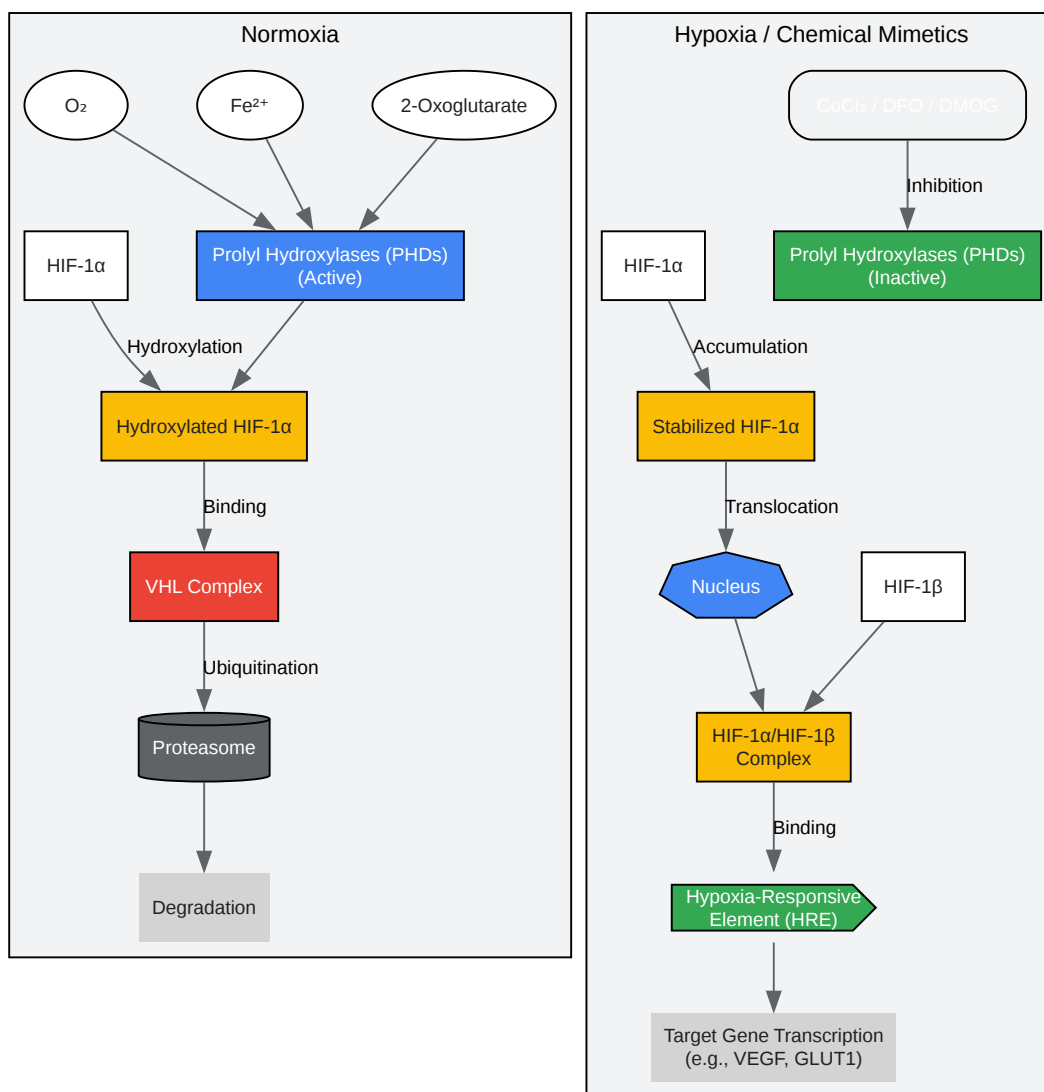 Normoxia
O₂
Fe²⁺
2-Oxoglutarate
HIF-1α
Prolyl Hydroxylases (PHDs)
(Active)
Hydroxylation
Hydroxylated HIF-1α
Binding
VHL Complex
Ubiquitination
Proteasome
Degradation
Hypoxia / Chemical Mimetics
CoCl₂ / DFO / DMOG
Inhibition
HIF-1α
Prolyl Hydroxylases (PHDs)
(Inactive)
Accumulation
Stabilized HIF-1α
Translocation
Nucleus
HIF-1β
HIF-1α/HIF-1β
Complex
Binding
Hypoxia-Responsive
Element (HRE)
Target Gene Transcription
(e.g., VEGF, GLUT1)